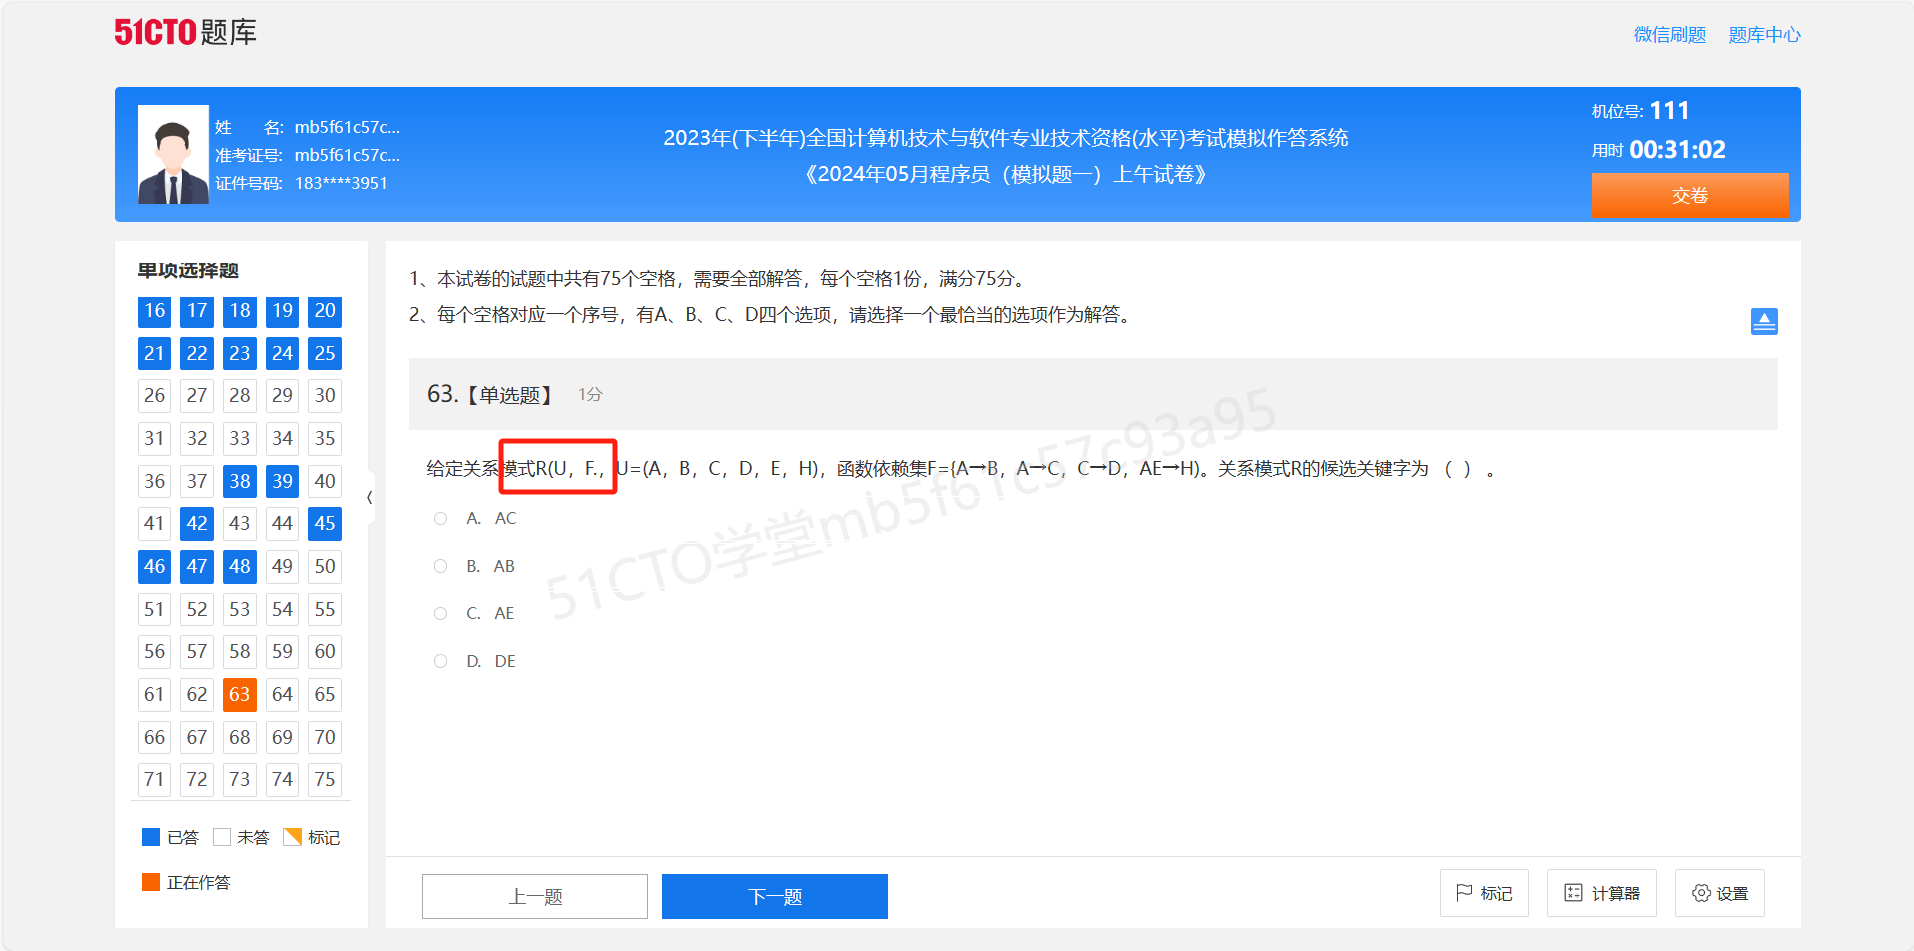 51CTO题库
微信刷题 题库中心
姓 名: mb5f61c57c...
准考证号: mb5f61c57c...
证件号码: 183****3951
2023年(下半年)全国计算机技术与软件专业技术资格(水平)考试模拟作答系统
《2024年05月程序员（模拟题一）上午试卷》
机位号: 111
用时 00:31:02
交卷
单项选择题
16 17 18 19 20
21 22 23 24 25
26 27 28 29 30
31 32 33 34 35
36 37 38 39 40
41 42 43 44 45
46 47 48 49 50
51 52 53 54 55
56 57 58 59 60
61 62 63 64 65
66 67 68 69 70
71 72 73 74 75
已答 未答 标记
正在作答
1、本试卷的试题中共有75个空格，需要全部解答，每个空格1份，满分75分。
2、每个空格对应一个序号，有A、B、C、D四个选项，请选择一个最恰当的选项作为解答。
63.【单选题】 1分
给定关系模式R(U，F.，U=(A，B，C，D，E，H)，函数依赖集F={A→B，A→C，C→D，AE→H)。关系模式R的候选关键字为 （ ） 。
A. AC
B. AB
C. AE
D. DE
51CTO学堂mb5f61c57c93a95
上一题 下一题 标记 计算器 设置